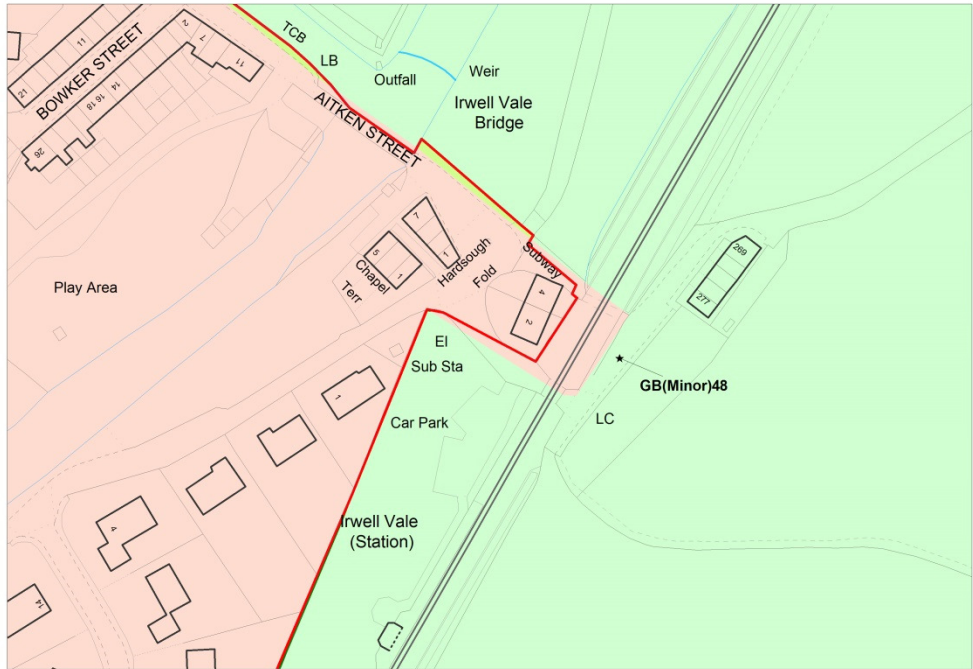 TCB
LB
Outfall
Weir
Irwell Vale
Bridge
2
7
11
11
21
BOWKER STREET
14
16 18
26
AITKEN STREET
7
1
Hardsough
Fold
Subway
5
1
Chapel
Terr
4
2
Play Area
269
277
El
Sub Sta
GB(Minor)48
1
Car Park
LC
Irwell Vale
(Station)
4
14